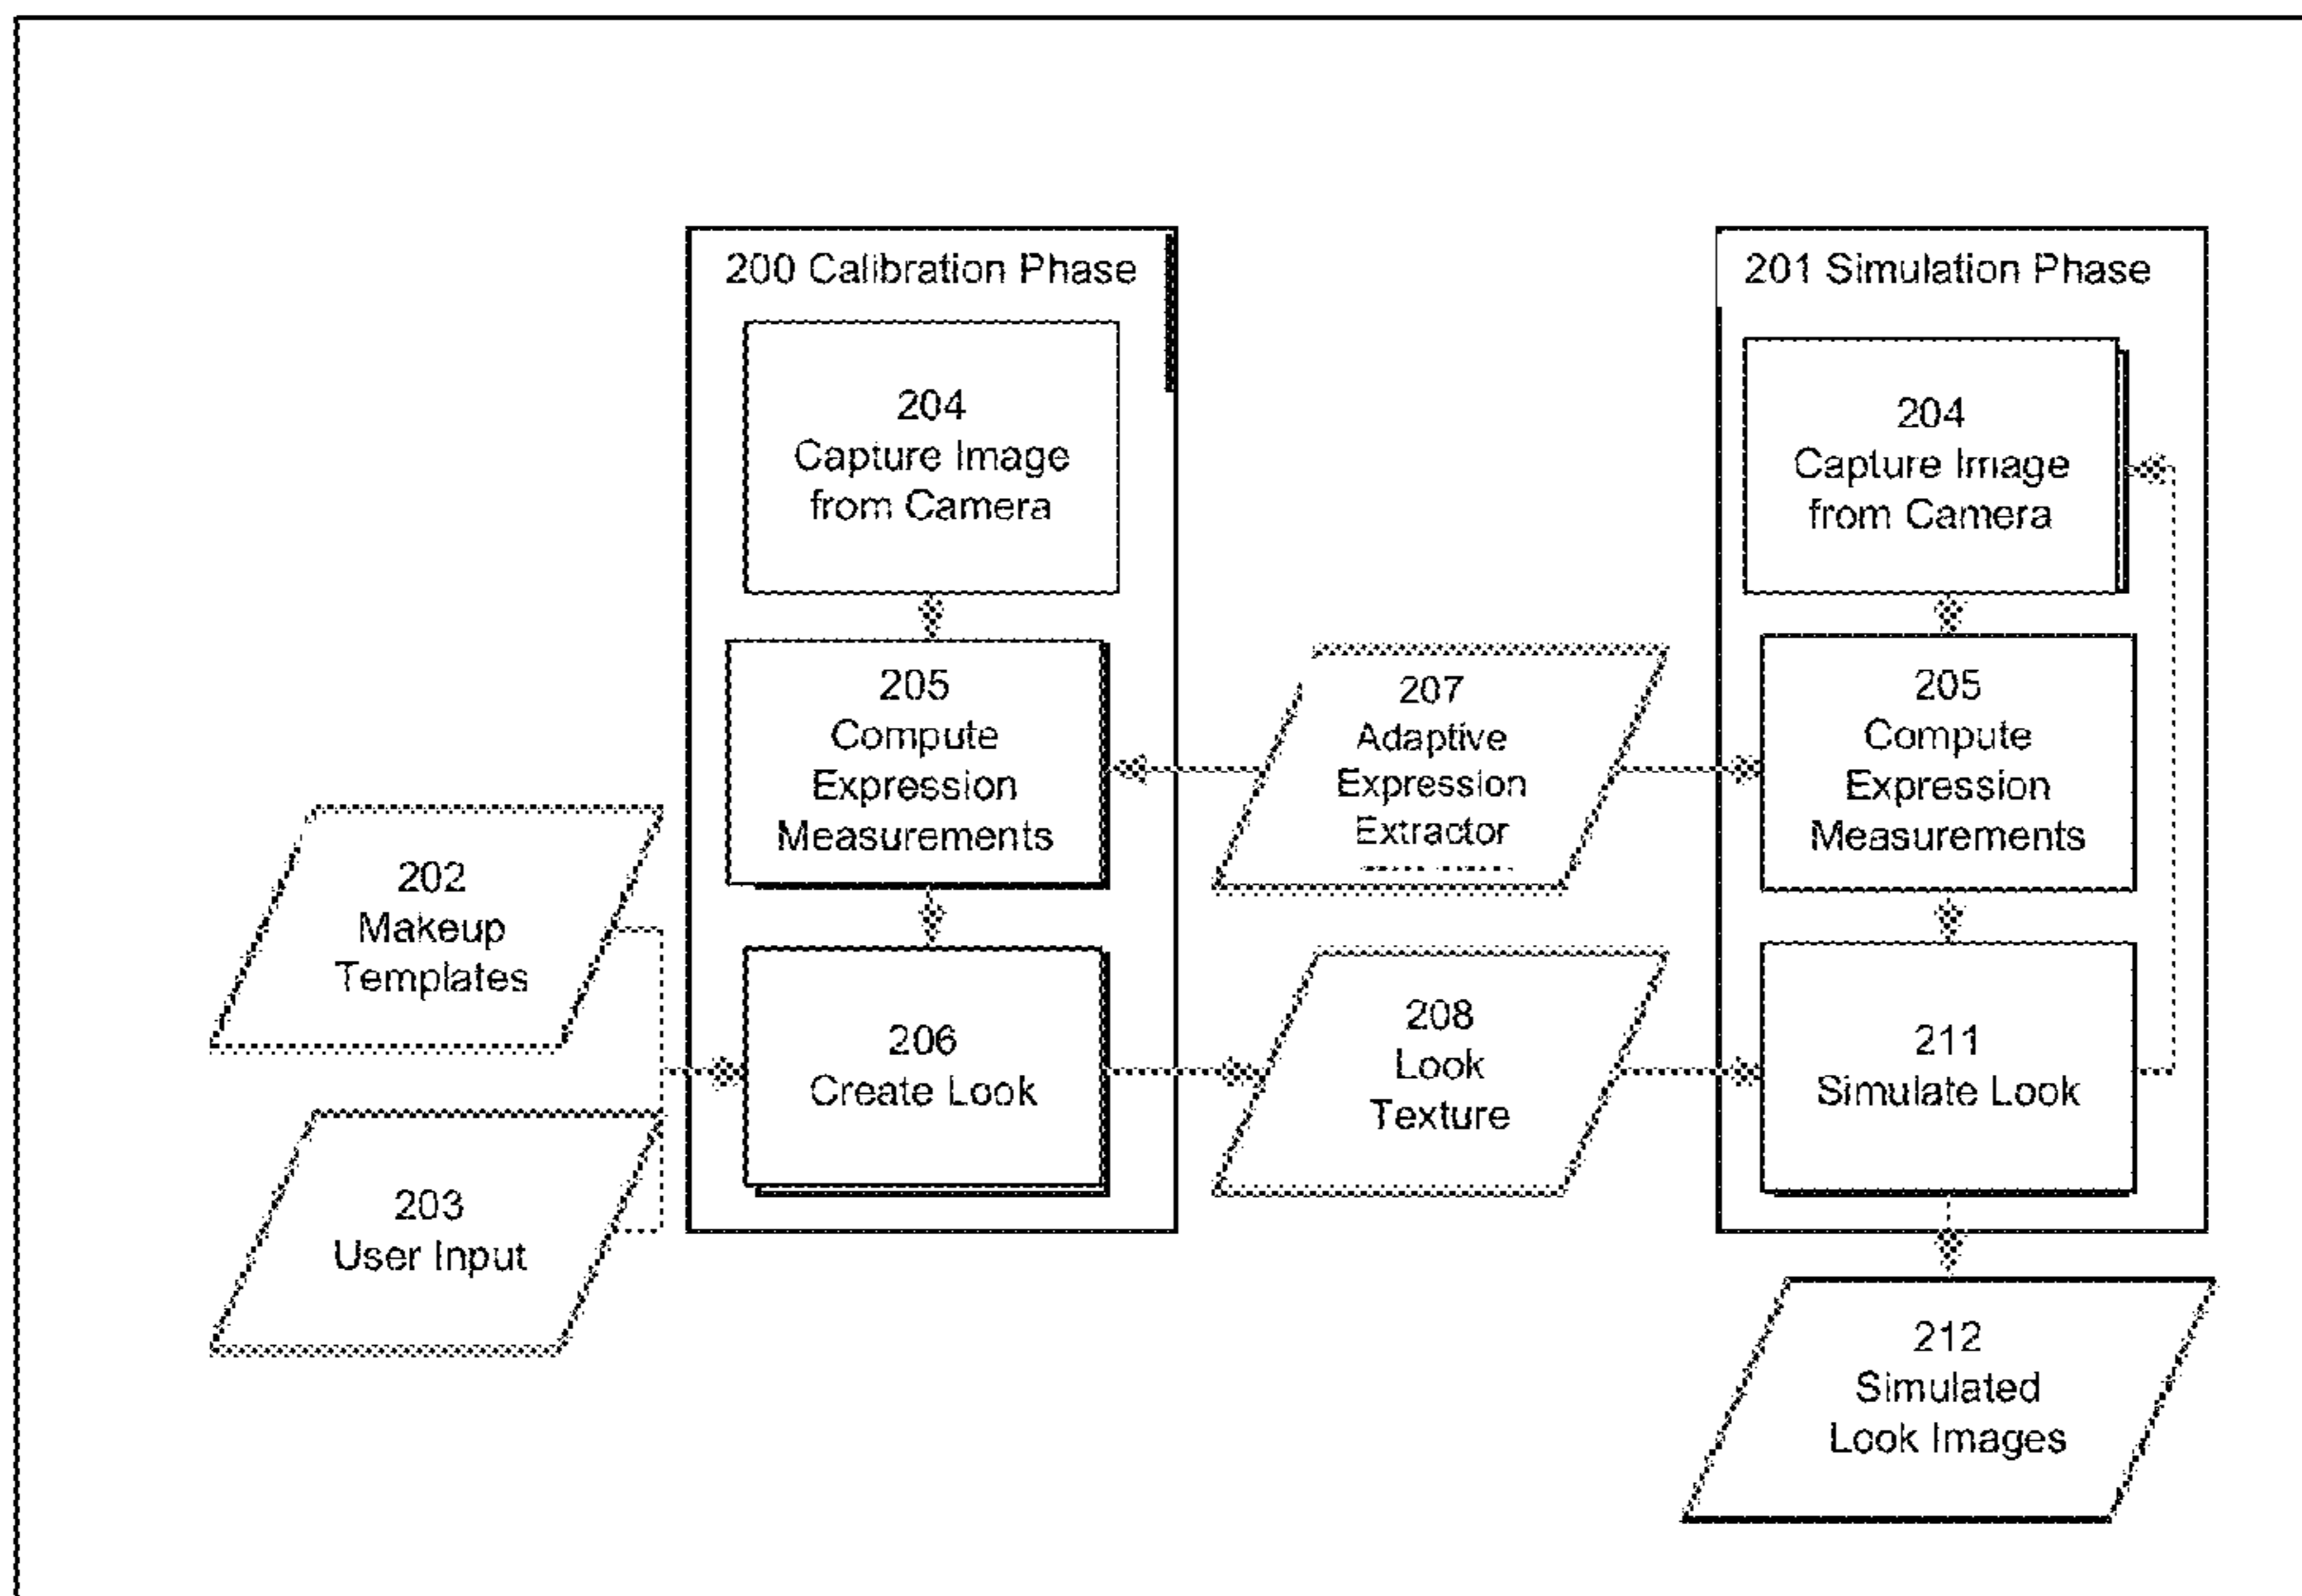 200 Calibration Phase
204
Capture Image
from Camera
205
Compute
Expression
Measurements
206
Create Look
202
Makeup
Templates
203
User Input
207
Adaptive
Expression
Extractor
208
Look
Texture
201 Simulation Phase
204
Capture Image
from Camera
205
Compute
Expression
Measurements
211
Simulate Look
212
Simulated
Look Images